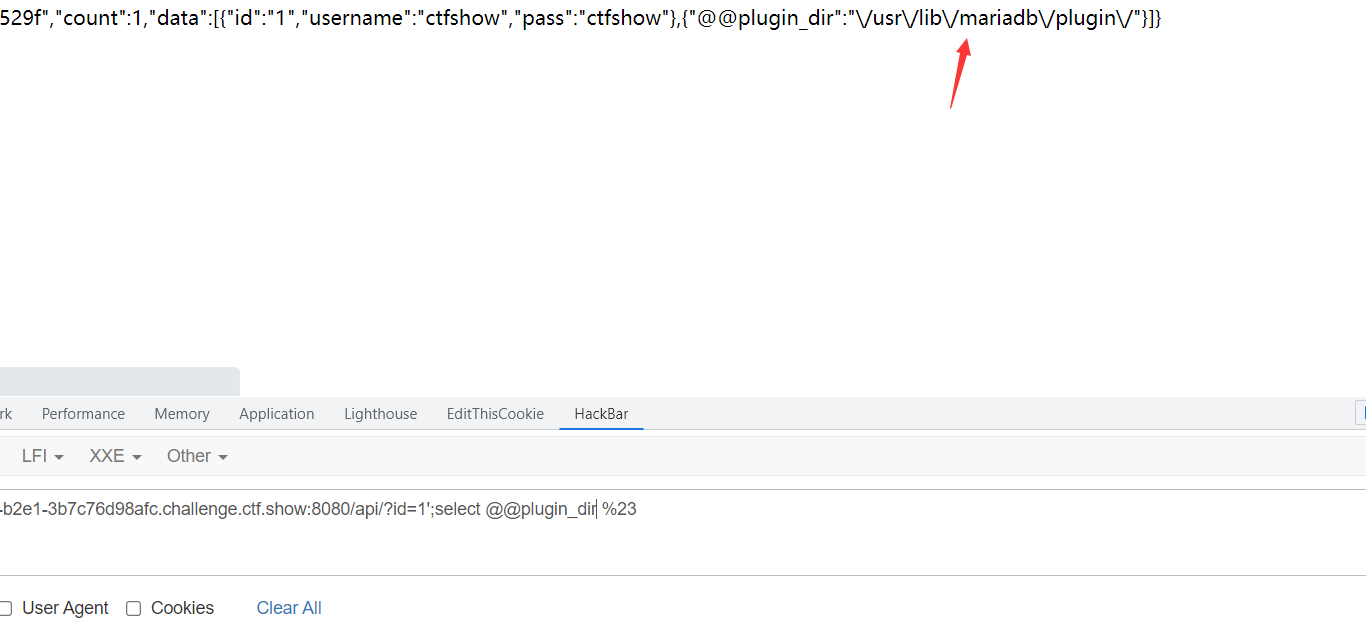 529f","count":1,"data":[{"id":"1","username":"ctfshow","pass":"ctfshow"},{"@@plugin_dir":"\/usr\/lib\/mariadb\/plugin\/"}]}
rk Performance Memory Application Lighthouse EditThisCookie HackBar
LFI XXE Other
-b2e1-3b7c76d98afc.challenge.ctf.show:8080/api/?id=1';select @@plugin_dir %23
User Agent Cookies Clear All